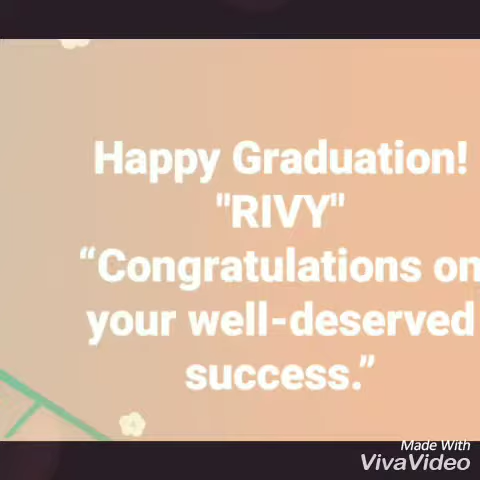 Happy Graduation!
"RIVY"
“Congratulations on
your well-deserved
success.”
Made With
VivaVideo